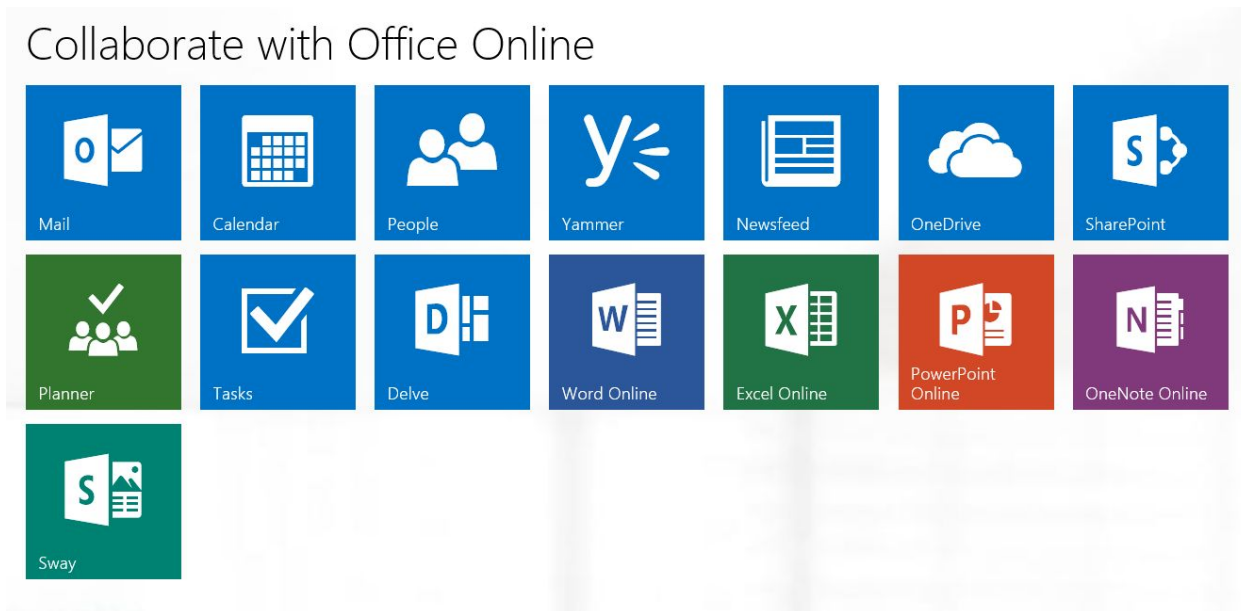 Collaborate with Office Online
Mail
Calendar
People
Yammer
Newsfeed
OneDrive
SharePoint
Planner
Tasks
Delve
Word Online
Excel Online
PowerPoint
Online
OneNote Online
Sway